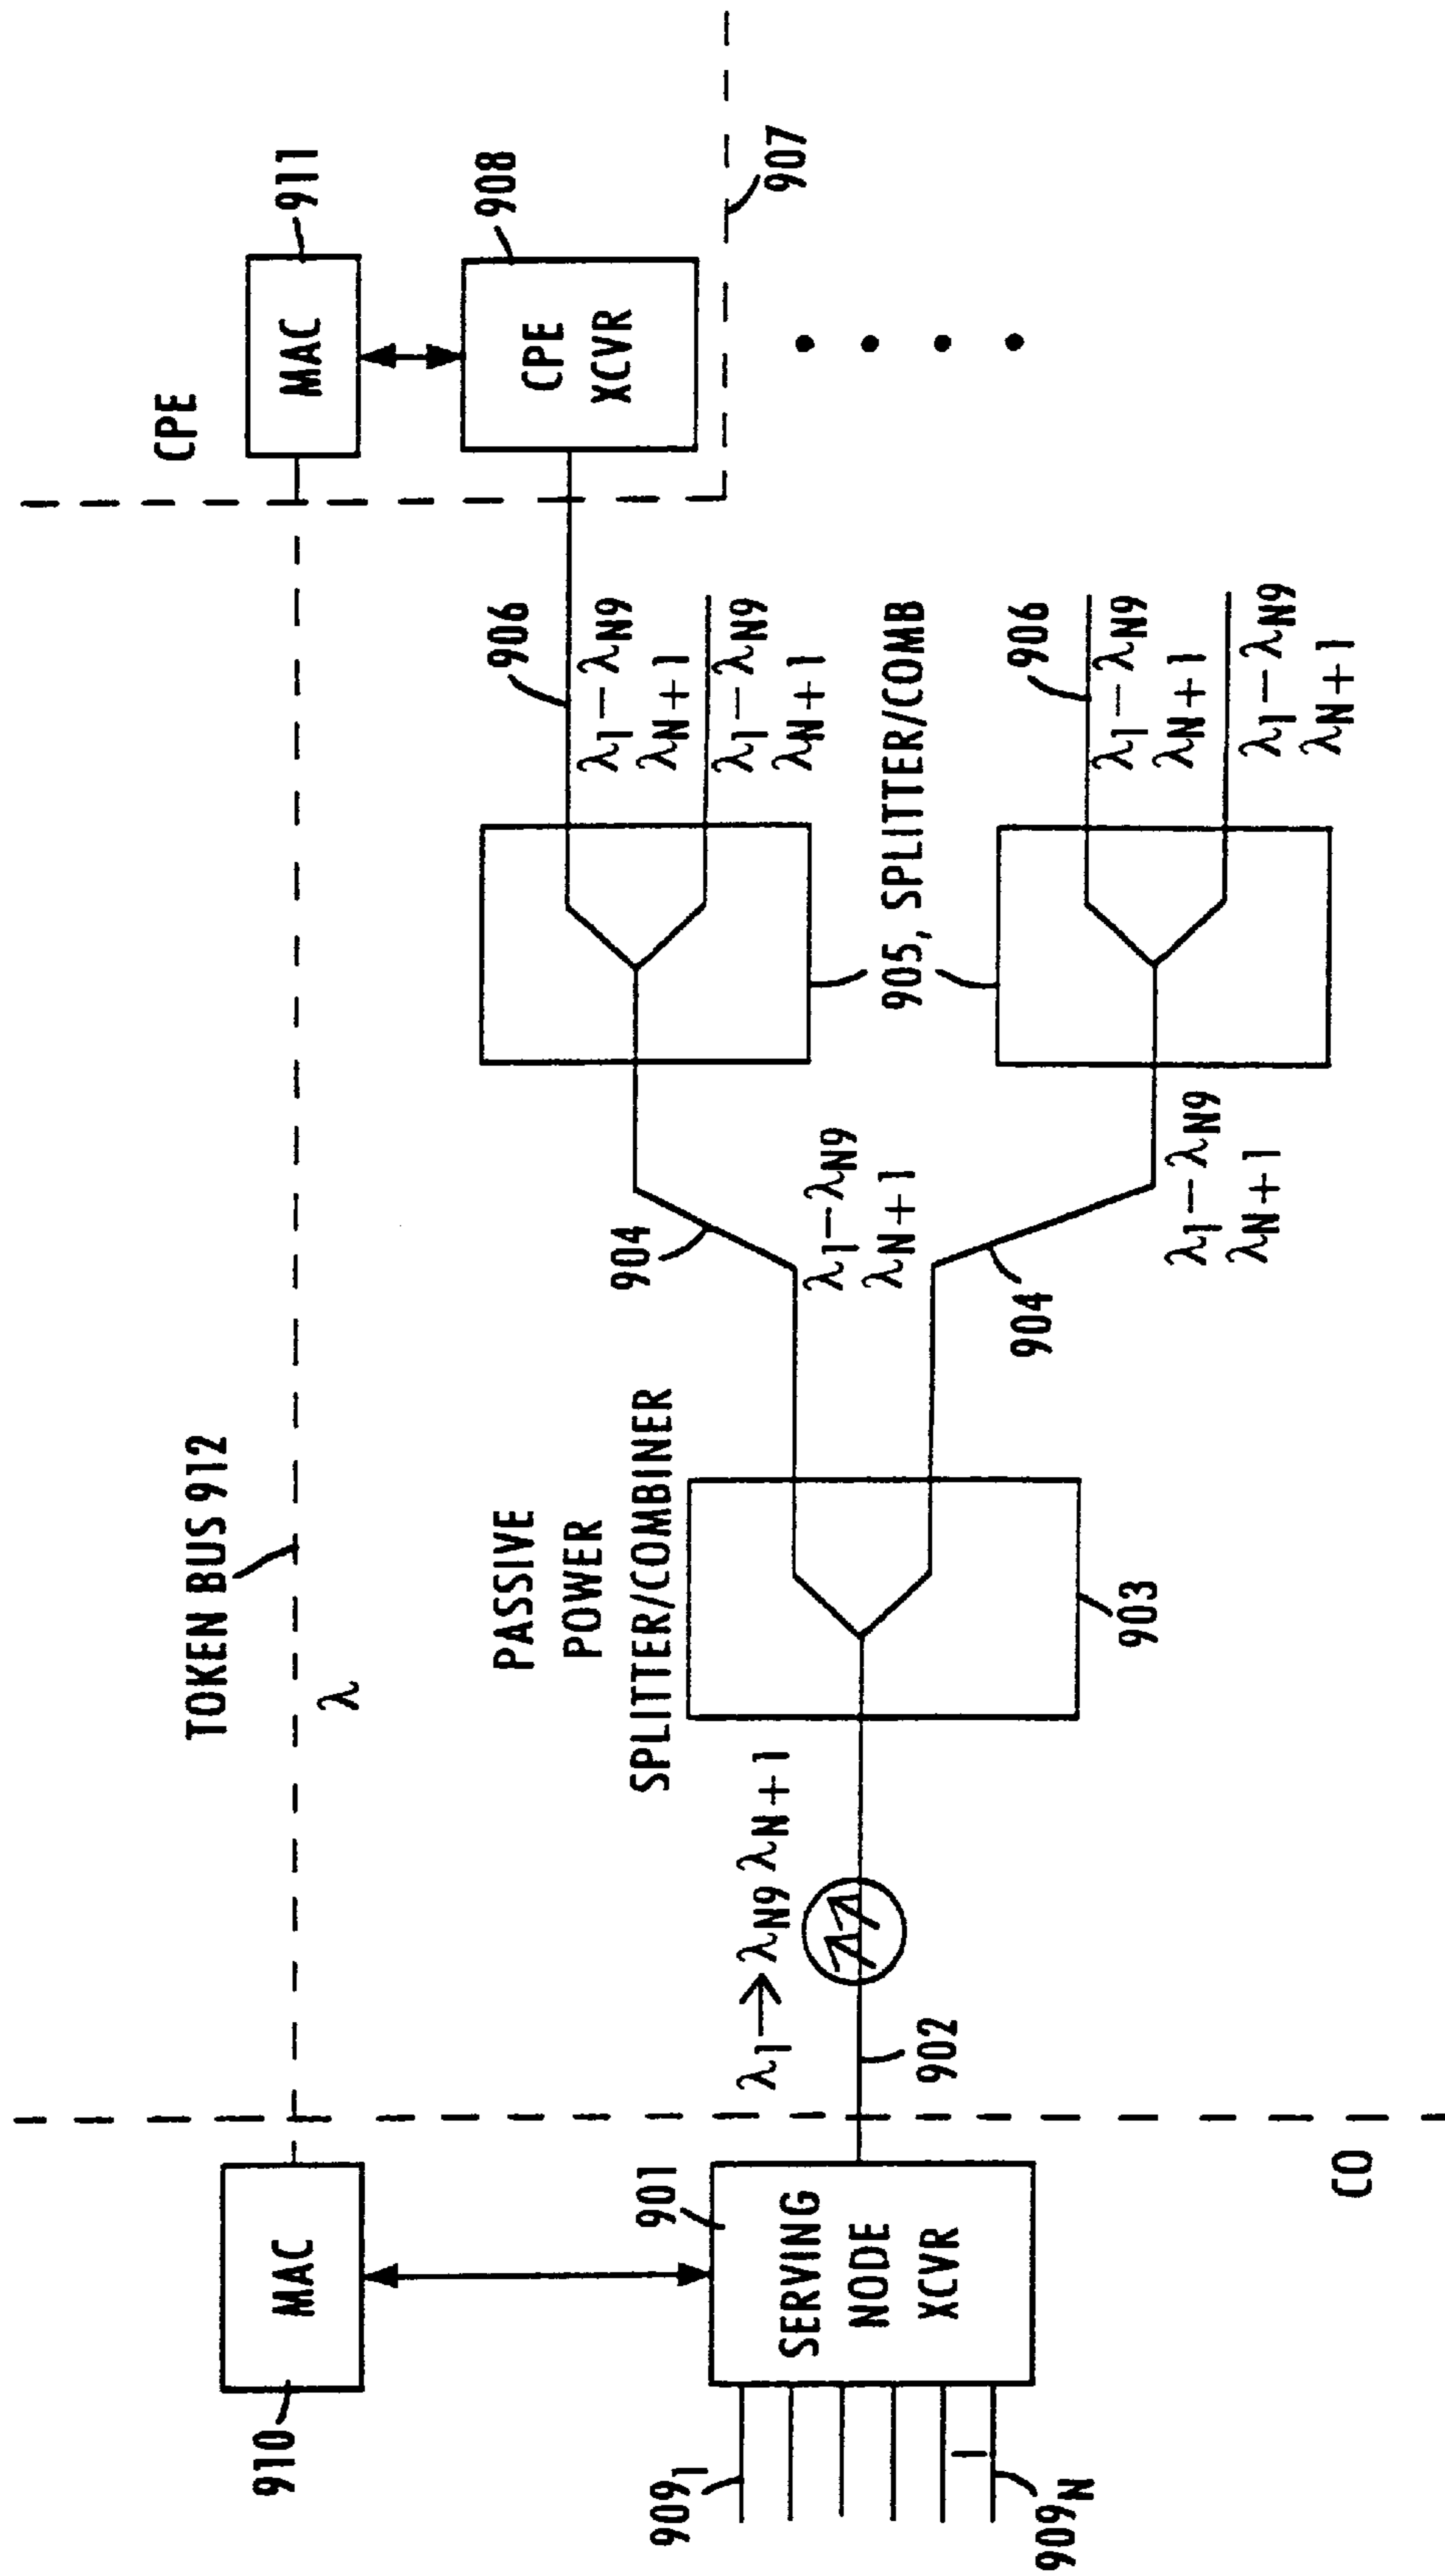 CPE
MAC
911
CPE
XCVR
908
907
TOKEN BUS 912
λ
906
λ1–λN9
λN+1
λ1–λN9
λN+1
905, SPLITTER/COMB
906
λ1–λN9
λN+1
λ1–λN9
λN+1
904
λ1–λN9
λN+1
904
λ1–λN9
λN+1
PASSIVE
POWER
SPLITTER/COMBINER
903
λ1→λN9 λN+1
902
MAC
910
901
SERVING
NODE
XCVR
9091
909N
CO